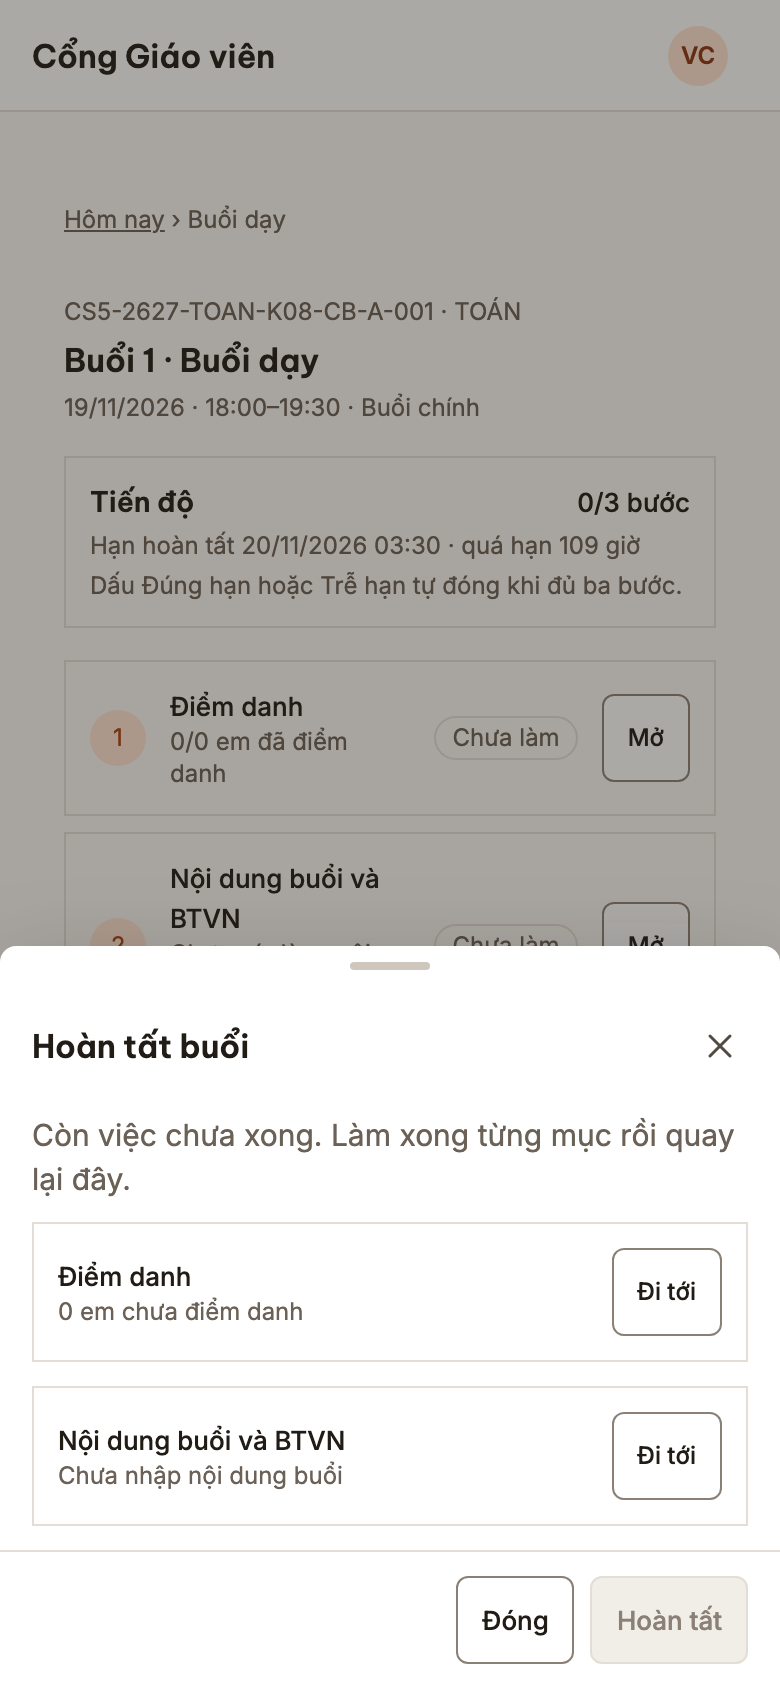 Cổng Giáo viên
VC
Hôm nay › Buổi dạy
CS5-2627-TOAN-K08-CB-A-001 · TOÁN
Buổi 1 · Buổi dạy
19/11/2026 · 18:00–19:30 · Buổi chính
Tiến độ
0/3 bước
Hạn hoàn tất 20/11/2026 03:30 · quá hạn 109 giờ
Dấu Đúng hạn hoặc Trễ hạn tự đóng khi đủ ba bước.
1
Điểm danh
0/0 em đã điểm
danh
Chưa làm
Mở
Nội dung buổi và
BTVN
2
Chưa làm
Mở
Hoàn tất buổi
Còn việc chưa xong. Làm xong từng mục rồi quay
lại đây.
Điểm danh
0 em chưa điểm danh
Đi tới
Nội dung buổi và BTVN
Chưa nhập nội dung buổi
Đi tới
Đóng
Hoàn tất